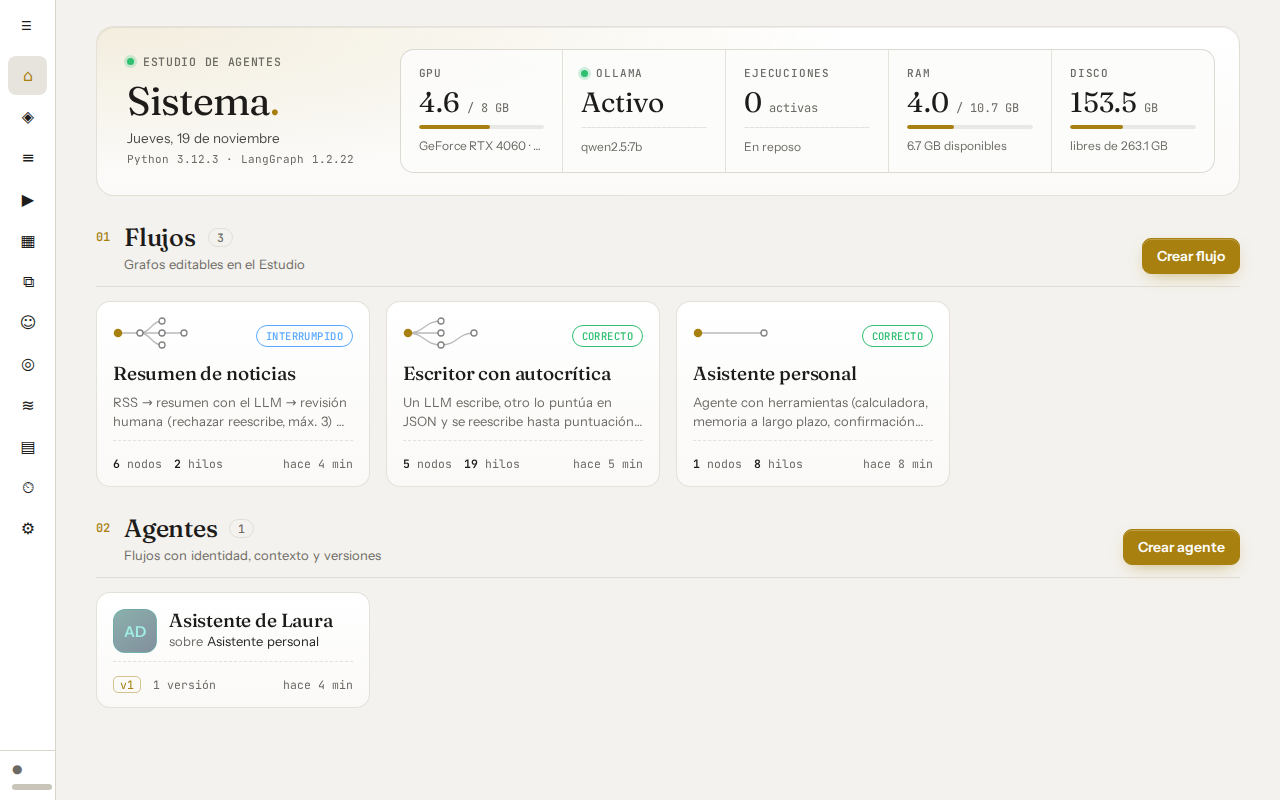 ESTUDIO DE AGENTES
Sistema.
Jueves, 19 de noviembre
Python 3.12.3 · LangGraph 1.2.22
GPU
4.6 / 8 GB
GeForce RTX 4060 · …
OLLAMA
Activo
qwen2.5:7b
EJECUCIONES
0 activas
En reposo
RAM
4.0 / 10.7 GB
6.7 GB disponibles
DISCO
153.5 GB
libres de 263.1 GB
01 Flujos 3
Grafos editables en el Estudio
Crear flujo
INTERRUMPIDO
Resumen de noticias
RSS → resumen con el LLM → revisión
humana (rechazar reescribe, máx. 3) …
6 nodos 2 hilos hace 4 min
CORRECTO
Escritor con autocrítica
Un LLM escribe, otro lo puntúa en
JSON y se reescribe hasta puntuación…
5 nodos 19 hilos hace 5 min
CORRECTO
Asistente personal
Agente con herramientas (calculadora,
memoria a largo plazo, confirmación…
1 nodos 8 hilos hace 8 min
02 Agentes 1
Flujos con identidad, contexto y versiones
Crear agente
AD
Asistente de Laura
sobre Asistente personal
v1 1 versión hace 4 min